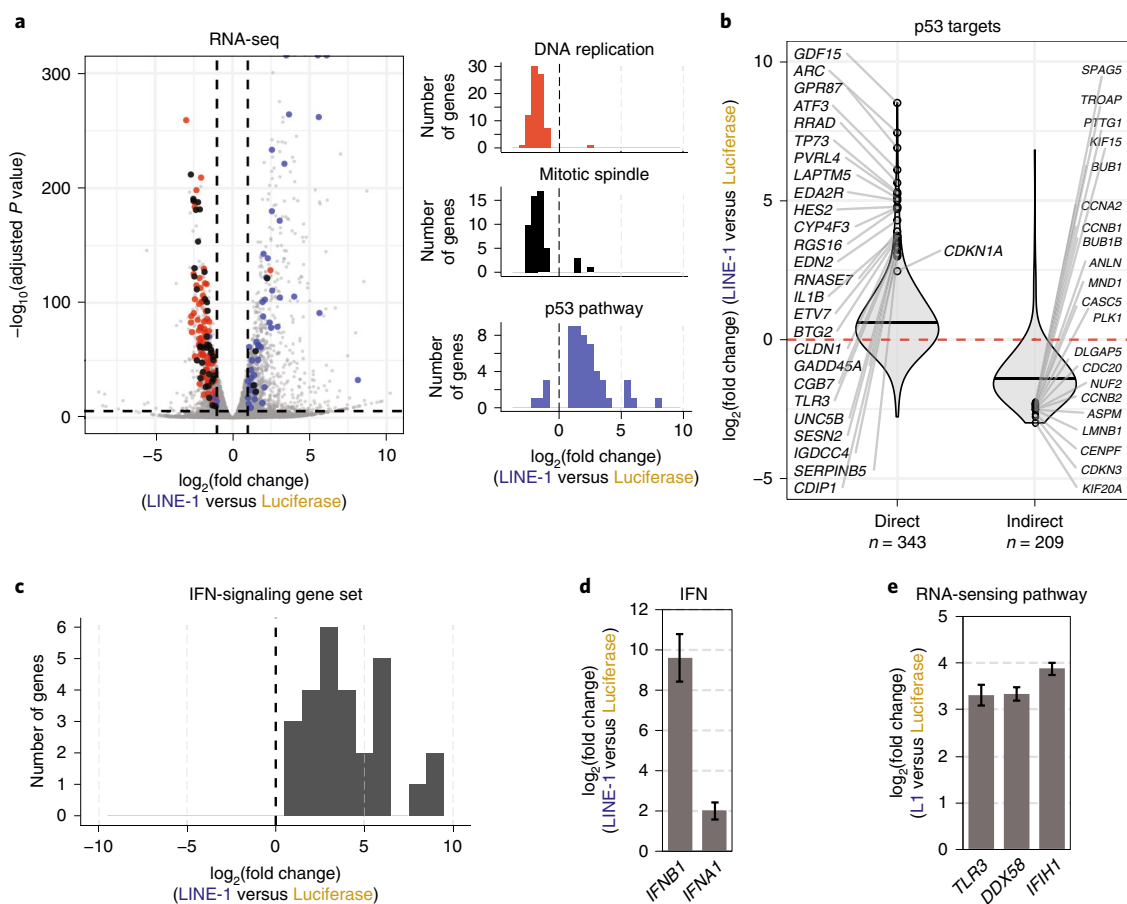 a
RNA-seq
300
200
100
0
−log10(adjusted P value)
−5
0
5
10
log2(fold change)
(LINE-1 versus Luciferase)
DNA replication
30
20
10
0
Number
of genes
Mitotic spindle
15
10
5
0
Number
of genes
p53 pathway
8
6
4
2
0
Number
of genes
−5
0
5
10
log2(fold change)
(LINE-1 versus Luciferase)
b
p53 targets
log2(fold change) (LINE-1 versus Luciferase)
10
5
0
−5
GDF15
ARC
GPR87
ATF3
RRAD
TP73
PVRL4
LAPTM5
EDA2R
HES2
CYP4F3
RGS16
EDN2
RNASE7
IL1B
ETV7
BTG2
CLDN1
GADD45A
CGB7
TLR3
UNC5B
SESN2
IGDCC4
SERPINB5
CDIP1
CDKN1A
SPAG5
TROAP
PTTG1
KIF15
BUB1
CCNA2
CCNB1
BUB1B
ANLN
MND1
CASC5
PLK1
DLGAP5
CDC20
NUF2
CCNB2
ASPM
LMNB1
CENPF
CDKN3
KIF20A
Direct
n = 343
Indirect
n = 209
c
IFN-signaling gene set
Number of genes
6
5
4
3
2
1
0
−10
−5
0
5
10
log2(fold change)
(LINE-1 versus Luciferase)
d
IFN
log2(fold change)
(LINE-1 versus Luciferase)
12
10
8
6
4
2
0
IFNB1
IFNA1
e
RNA-sensing pathway
log2(fold change)
(L1 versus Luciferase)
5
4
3
2
1
0
TLR3
DDX58
IFIH1